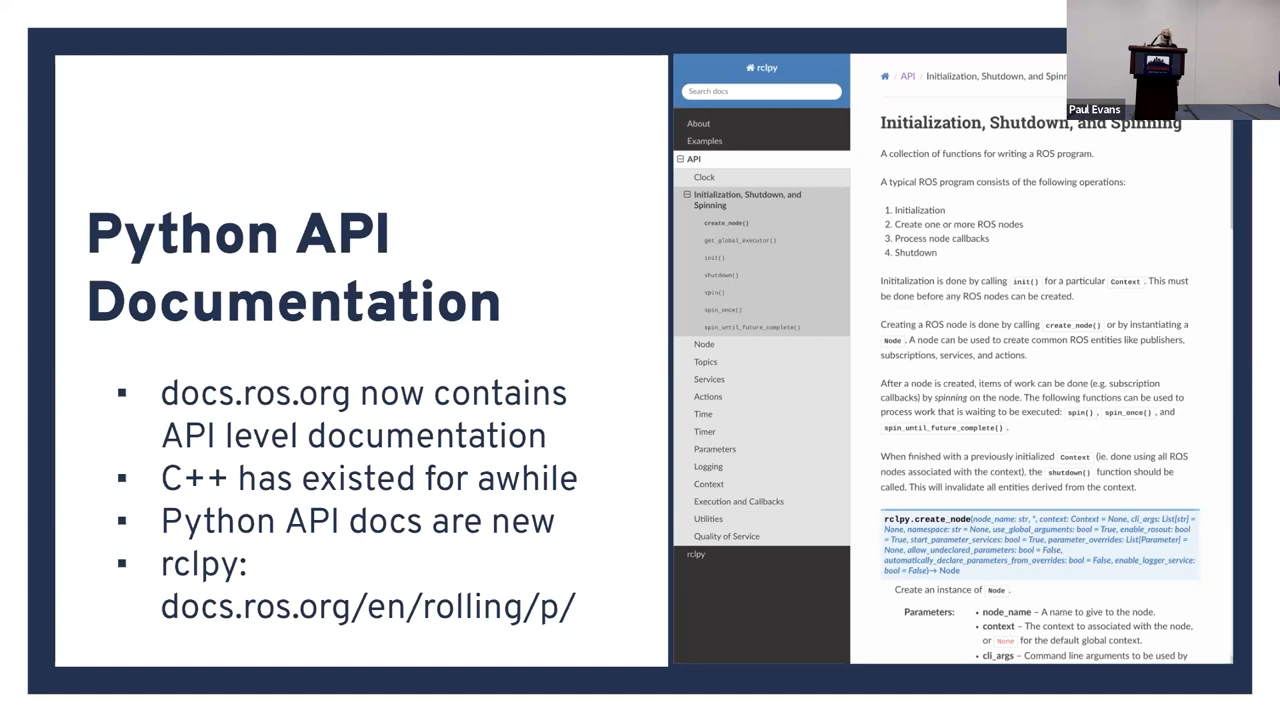 Python API
Documentation
▪ docs.ros.org now contains
API level documentation
▪ C++ has existed for awhile
▪ Python API docs are new
▪ rclpy:
docs.ros.org/en/rolling/p/
rclpy
Search docs
About
Examples
API
Clock
Initialization, Shutdown, and
Spinning
create_node()
get_global_executor()
init()
shutdown()
spin()
spin_once()
spin_until_future_complete()
Node
Topics
Services
Actions
Time
Timer
Parameters
Logging
Context
Execution and Callbacks
Utilities
Quality of Service
rclpy
/ API / Initialization, Shutdown, and Spinn
Initialization, Shutdown, and Spinning
A collection of functions for writing a ROS program.
A typical ROS program consists of the following operations:
1. Initialization
2. Create one or more ROS nodes
3. Process node callbacks
4. Shutdown
Inititalization is done by calling init() for a particular Context. This must
be done before any ROS nodes can be created.
Creating a ROS node is done by calling create_node() or by instantiating a
Node. A node can be used to create common ROS entities like publishers,
subscriptions, services, and actions.
After a node is created, items of work can be done (e.g. subscription
callbacks) by spinning on the node. The following functions can be used to
process work that is waiting to be executed: spin(), spin_once(), and
spin_until_future_complete().
When finished with a previously initialized Context (ie. done using all ROS
nodes associated with the context), the shutdown() function should be
called. This will invalidate all entities derived from the context.
rclpy.create_node(node_name: str, *, context: Context = None, cli_args: List[str] =
None, namespace: str = None, use_global_arguments: bool = True, enable_rosout: bool
= True, start_parameter_services: bool = True, parameter_overrides: List[Parameter] =
None, allow_undeclared_parameters: bool = False,
automatically_declare_parameters_from_overrides: bool = False, enable_logger_service:
bool = False)→ Node
Create an instance of Node.
Parameters: • node_name – A name to give to the node.
• context – The context to associated with the node,
or None for the default global context.
• cli_args – Command line arguments to be used by
Paul Evans